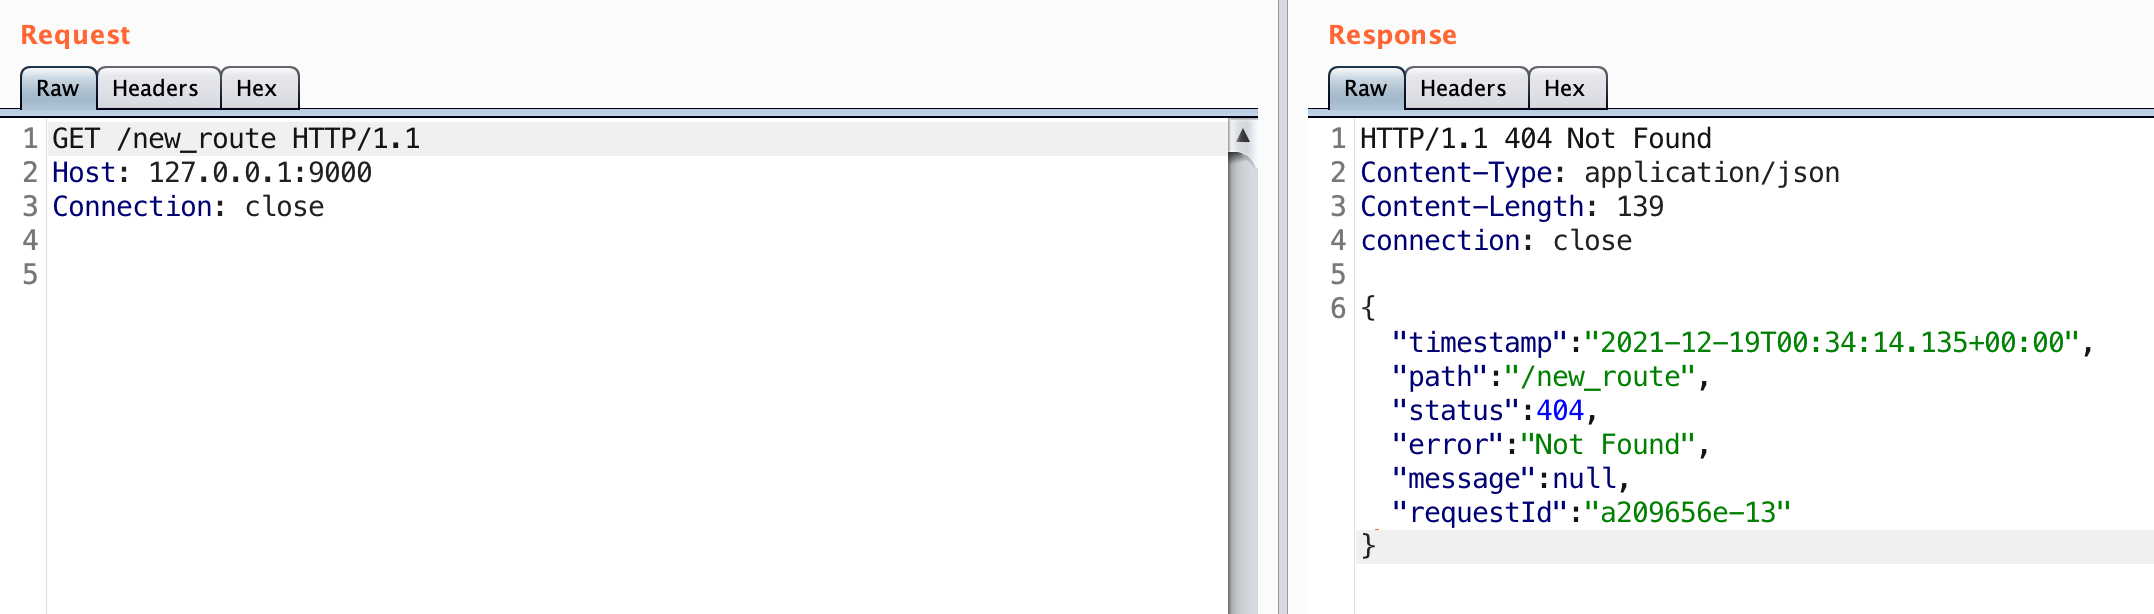 Request
Raw Headers Hex
1 GET /new_route HTTP/1.1
2 Host: 127.0.0.1:9000
3 Connection: close
4
5
Response
Raw Headers Hex
1 HTTP/1.1 404 Not Found
2 Content-Type: application/json
3 Content-Length: 139
4 connection: close
5
6 {
"timestamp":"2021-12-19T00:34:14.135+00:00",
"path":"/new_route",
"status":404,
"error":"Not Found",
"message":null,
"requestId":"a209656e-13"
}